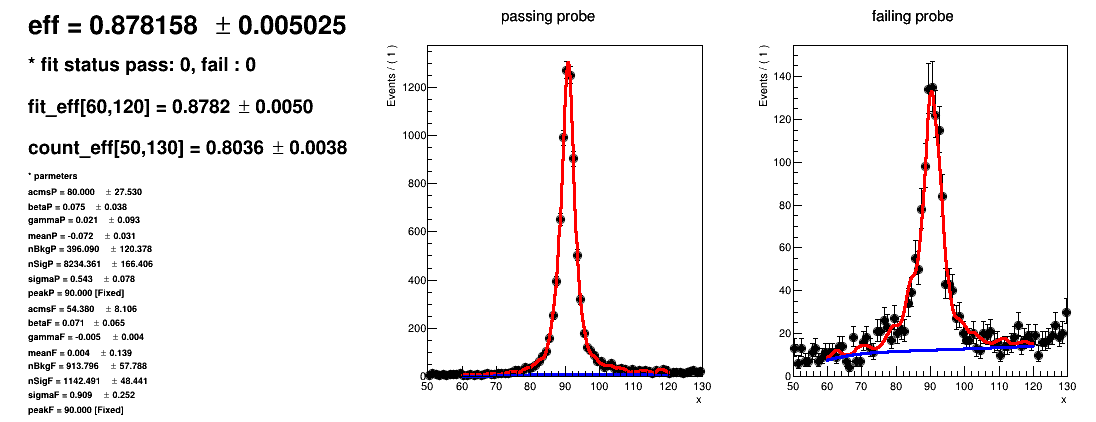 eff = 0.878158 ± 0.005025
* fit status pass: 0, fail : 0
fit_eff[60,120] = 0.8782 ± 0.0050
count_eff[50,130] = 0.8036 ± 0.0038
* parmeters
acmsP = 80.000 ± 27.530
betaP = 0.075 ± 0.038
gammaP = 0.021 ± 0.093
meanP = -0.072 ± 0.031
nBkgP = 396.090 ± 120.378
nSigP = 8234.361 ± 166.406
sigmaP = 0.543 ± 0.078
peakP = 90.000 [Fixed]
acmsF = 54.380 ± 8.106
betaF = 0.071 ± 0.065
gammaF = -0.005 ± 0.004
meanF = 0.004 ± 0.139
nBkgF = 913.796 ± 57.788
nSigF = 1142.491 ± 48.441
sigmaF = 0.909 ± 0.252
peakF = 90.000 [Fixed]
passing probe
Events / ( 1 )
1200
1000
800
600
400
200
0
50 60 70 80 90 100 110 120 130
x
failing probe
Events / ( 1 )
140
120
100
80
60
40
20
0
50 60 70 80 90 100 110 120 130
x